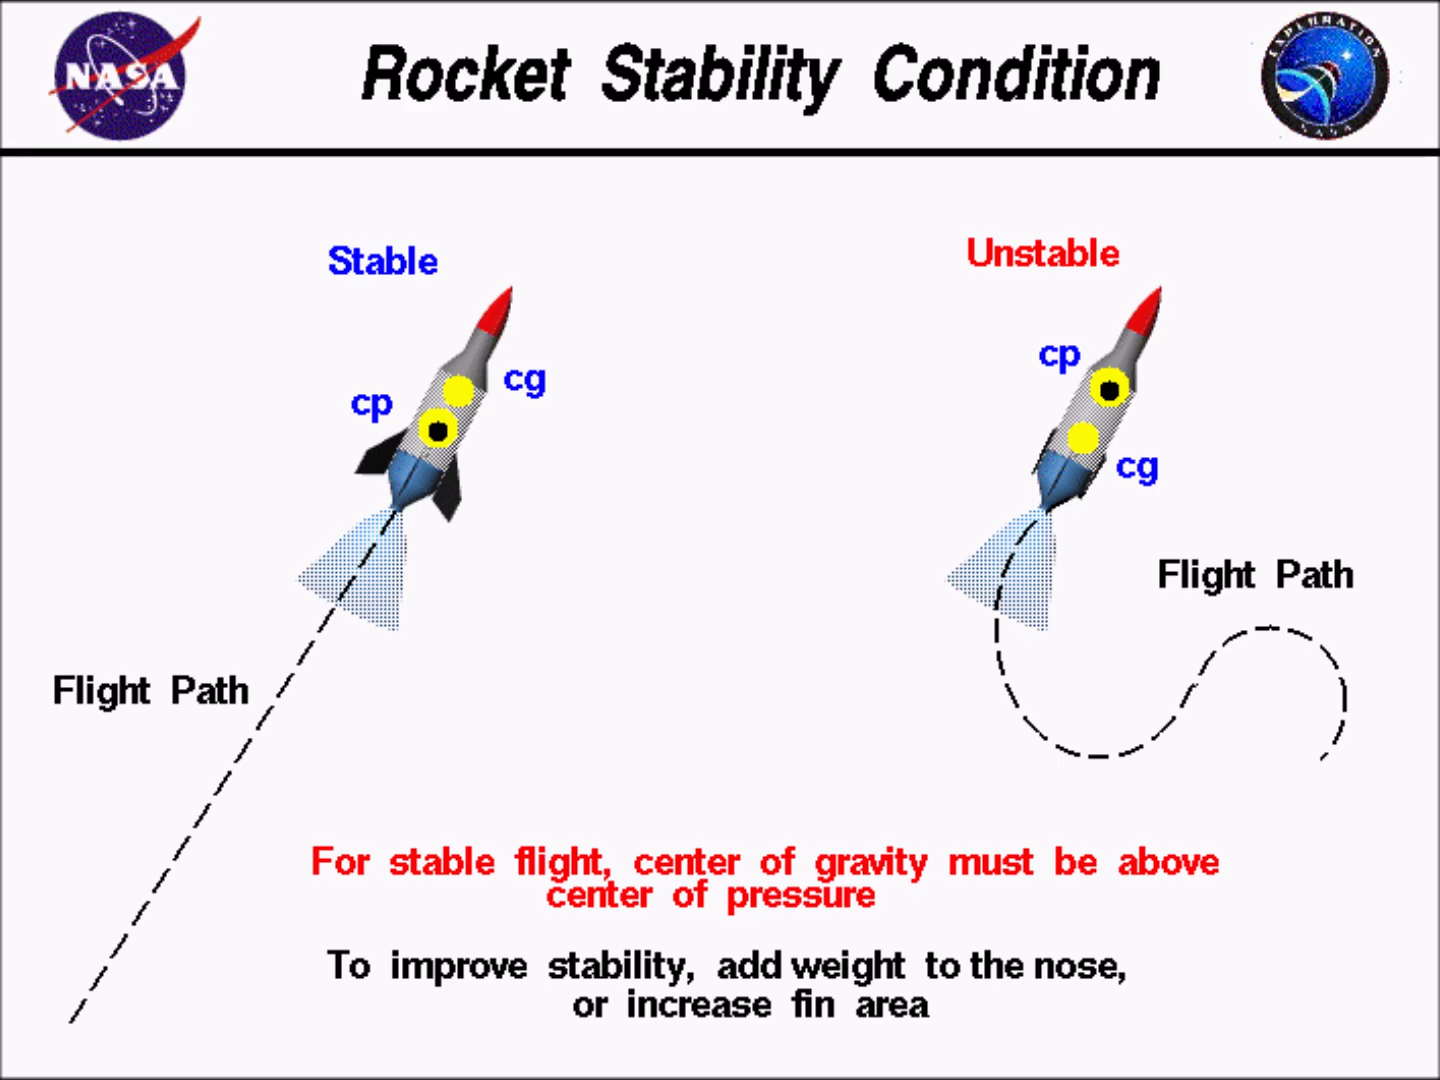 NASA
Rocket Stability Condition
EXPLORATION
NASA
Stable
Unstable
cp
cg
cp
cg
Flight Path
Flight Path
For stable flight, center of gravity must be above
center of pressure
To improve stability, add weight to the nose,
or increase fin area